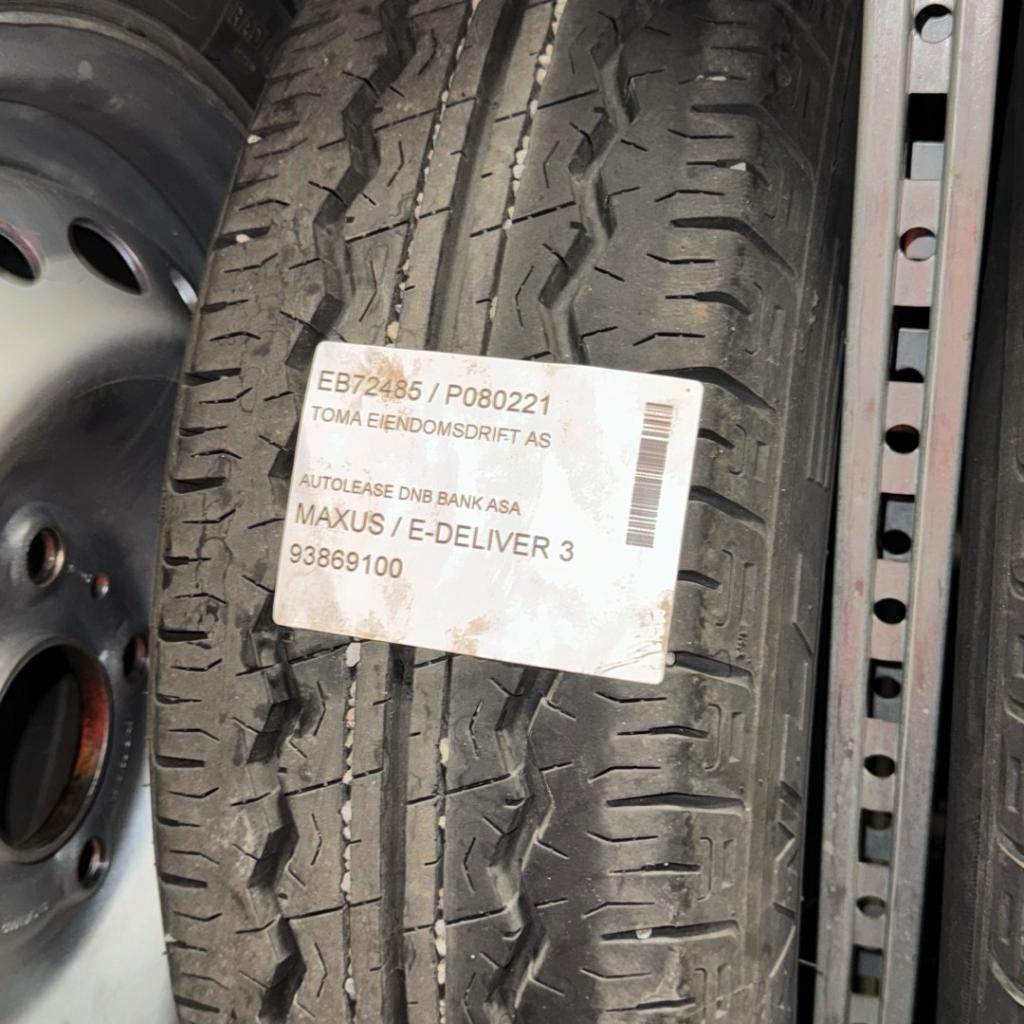 EB72485 / P080221
TOMA EIENDOMSDRIFT AS
AUTOLEASE DNB BANK ASA
MAXUS / E-DELIVER 3
93869100